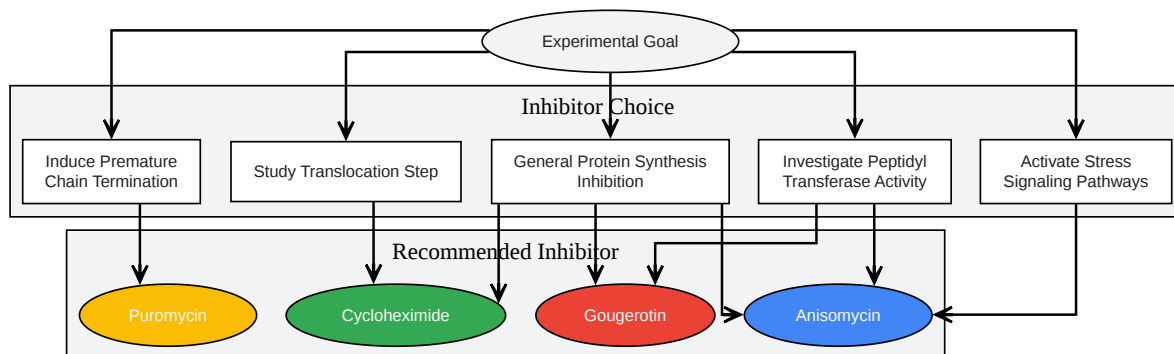 Experimental Goal
Inhibitor Choice
Induce Premature
Chain Termination
Study Translocation Step
General Protein Synthesis
Inhibition
Investigate Peptidyl
Transferase Activity
Activate Stress
Signaling Pathways
Recommended Inhibitor
Puromycin
Cycloheximide
Gougerotin
Anisomycin